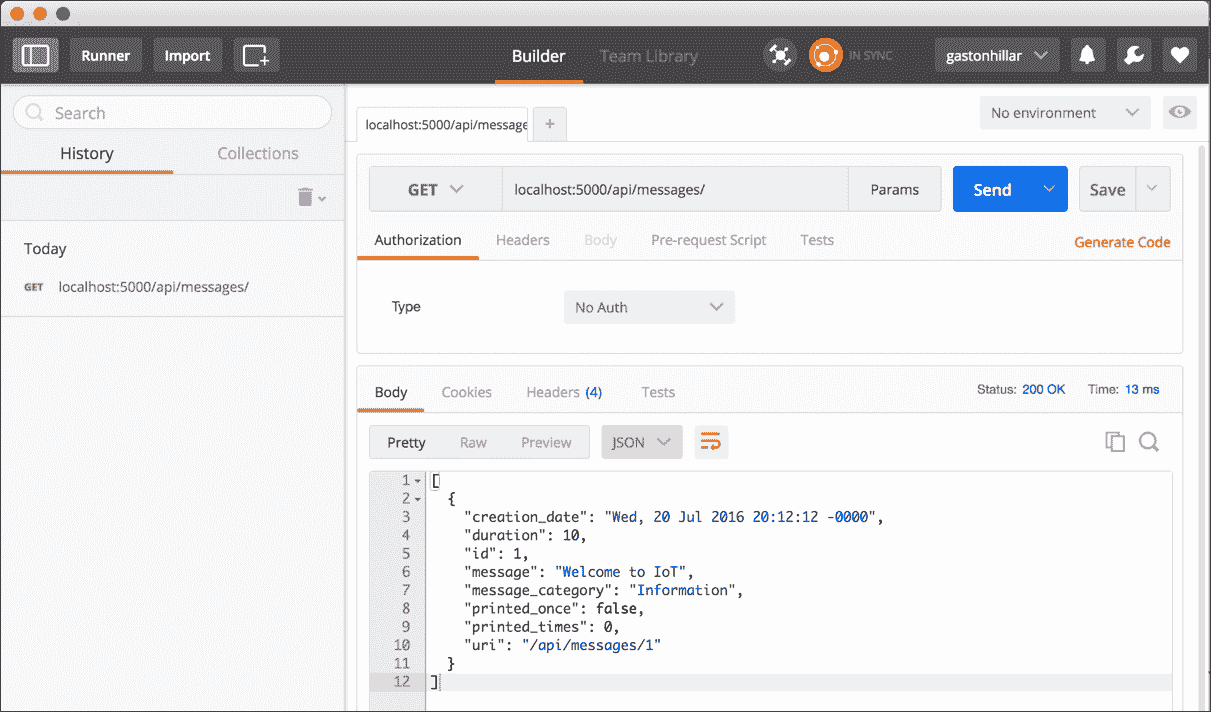 Runner Import Builder Team Library IN SYNC gastonhillar
Search
History Collections
Today
GET localhost:5000/api/messages/
localhost:5000/api/message + No environment
GET localhost:5000/api/messages/ Params Send Save
Authorization Headers Body Pre-request Script Tests Generate Code
Type No Auth
Body Cookies Headers (4) Tests Status: 200 OK Time: 13 ms
Pretty Raw Preview JSON
1 [
2 {
3 "creation_date": "Wed, 20 Jul 2016 20:12:12 -0000",
4 "duration": 10,
5 "id": 1,
6 "message": "Welcome to IoT",
7 "message_category": "Information",
8 "printed_once": false,
9 "printed_times": 0,
10 "uri": "/api/messages/1"
11 }
12 ]